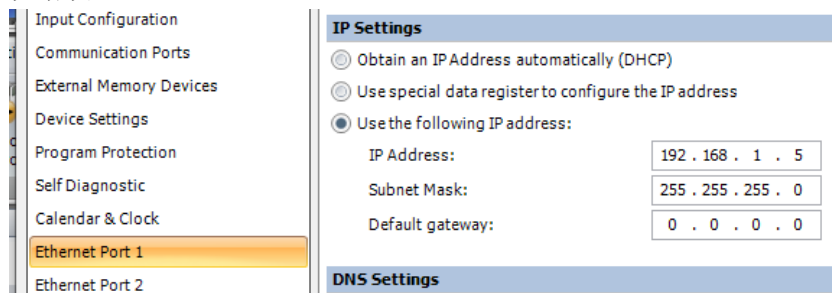 Input Configuration
Communication Ports
External Memory Devices
Device Settings
Program Protection
Self Diagnostic
Calendar & Clock
Ethernet Port 1
Ethernet Port 2
IP Settings
Obtain an IP Address automatically (DHCP)
Use special data register to configure the IP address
Use the following IP address:
IP Address: 192 . 168 . 1 . 5
Subnet Mask: 255 . 255 . 255 . 0
Default gateway: 0 . 0 . 0 . 0
DNS Settings